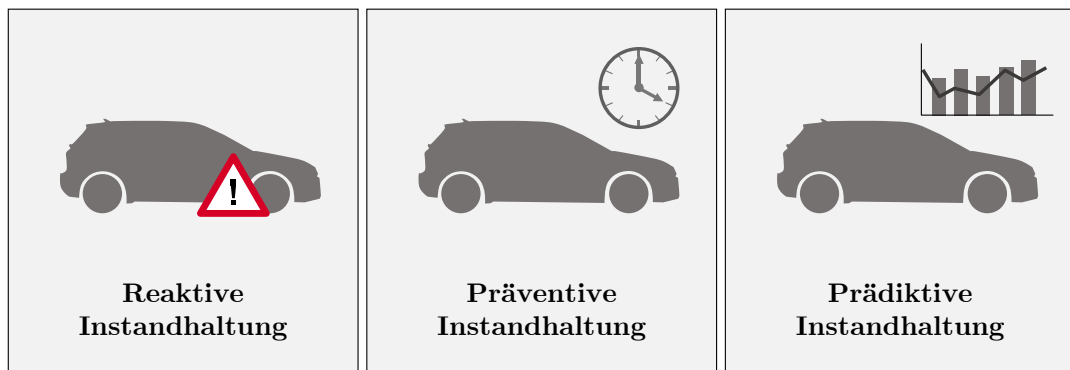 Reaktive
Instandhaltung
Präventive
Instandhaltung
Prädiktive
Instandhaltung
!